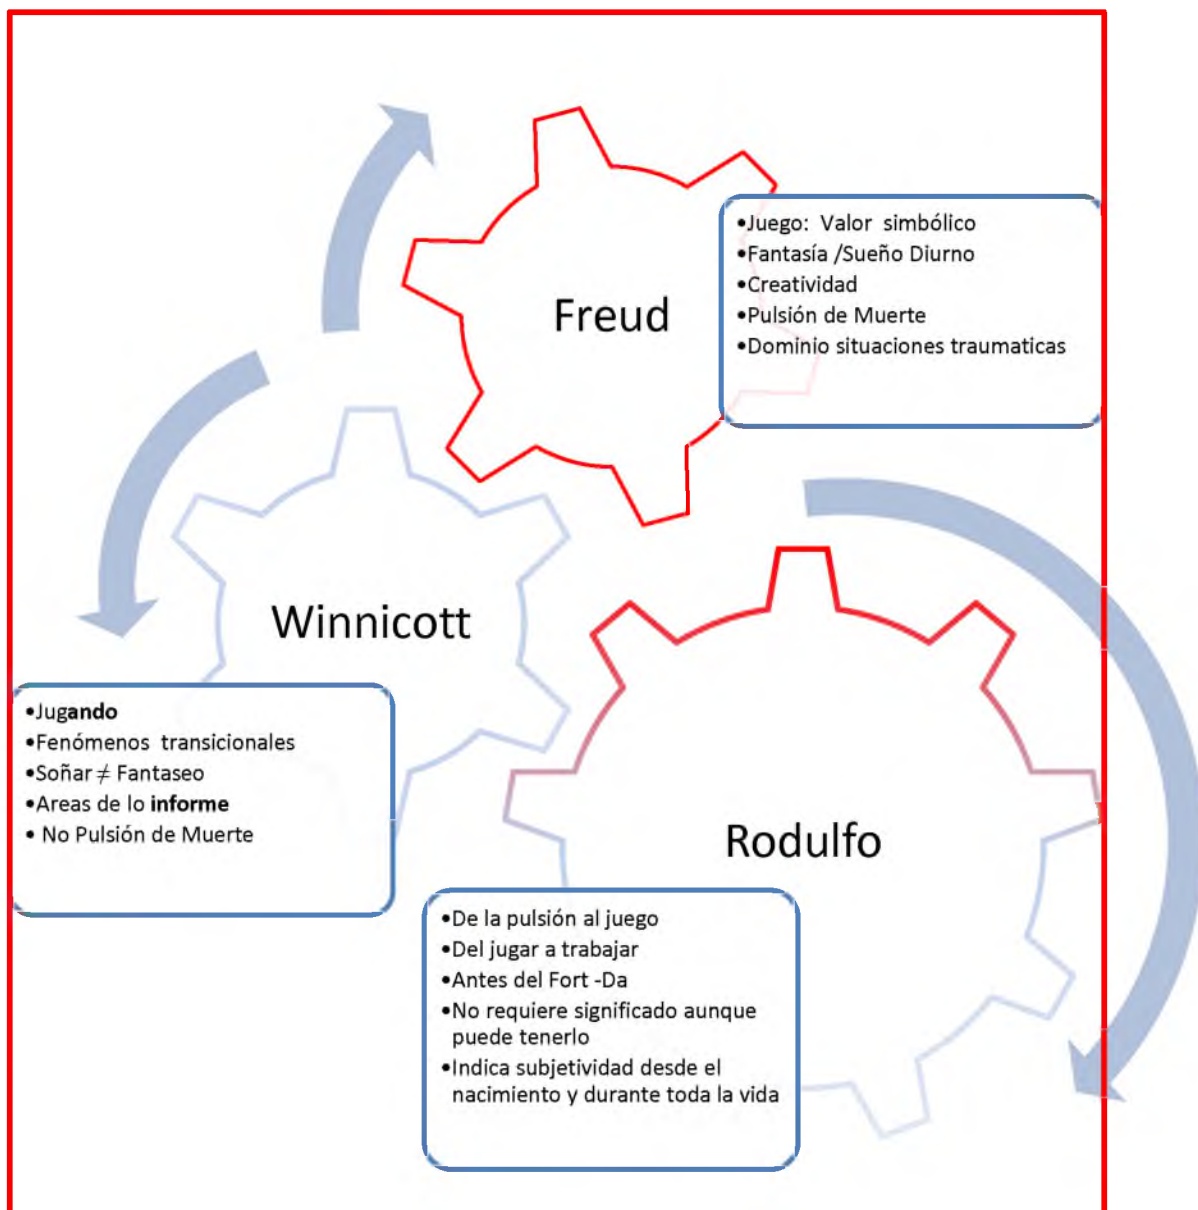 Freud
•Juego: Valor simbólico
•Fantasía /Sueño Diurno
•Creatividad
•Pulsión de Muerte
•Dominio situaciones traumaticas
Winnicott
•Jugando
•Fenómenos transicionales
•Soñar ≠ Fantaseo
•Areas de lo informe
• No Pulsión de Muerte
Rodulfo
•De la pulsión al juego
•Del jugar a trabajar
•Antes del Fort -Da
•No requiere significado aunque
puede tenerlo
•Indica subjetividad desde el
nacimiento y durante toda la vida